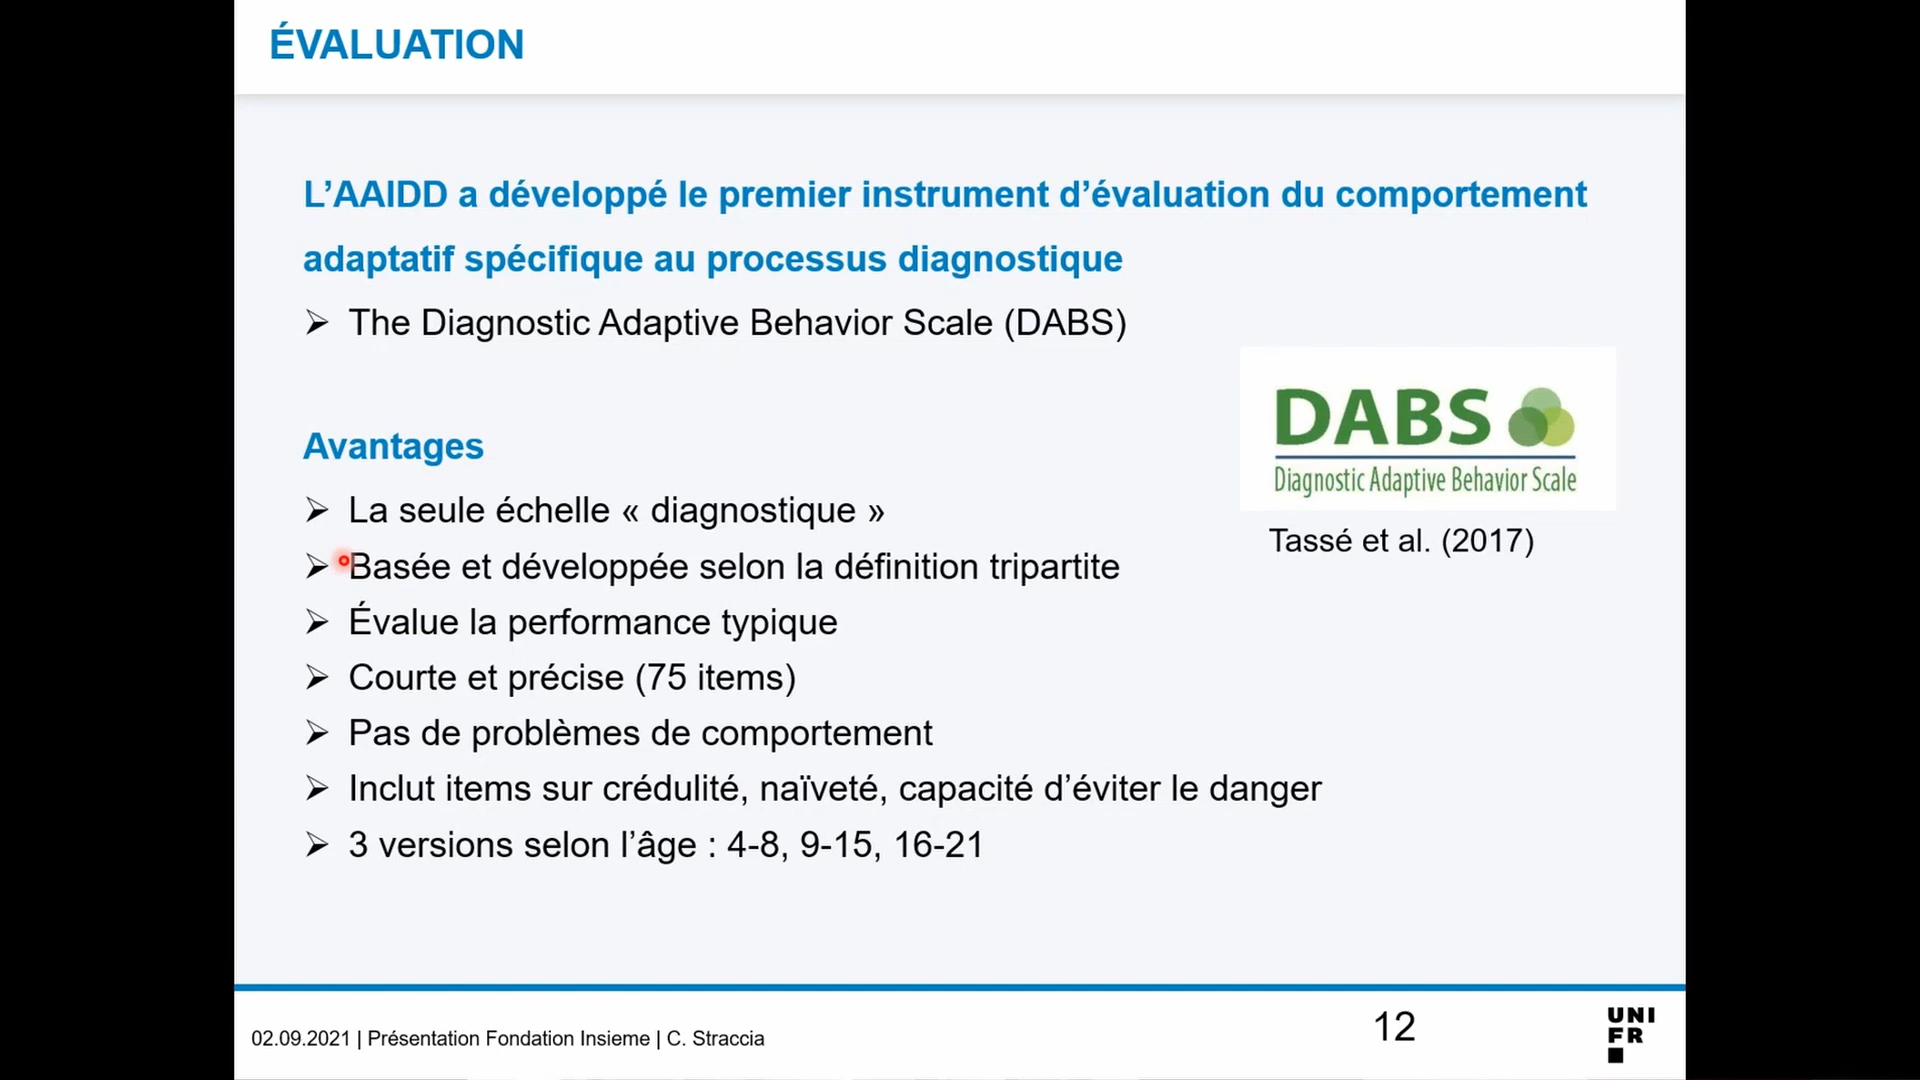 ÉVALUATION
L’AAIDD a développé le premier instrument d’évaluation du comportement
adaptatif spécifique au processus diagnostique
➢ The Diagnostic Adaptive Behavior Scale (DABS)
DABS
Diagnostic Adaptive Behavior Scale
Tassé et al. (2017)
Avantages
➢ La seule échelle « diagnostique »
➢ Basée et développée selon la définition tripartite
➢ Évalue la performance typique
➢ Courte et précise (75 items)
➢ Pas de problèmes de comportement
➢ Inclut items sur crédulité, naïveté, capacité d’éviter le danger
➢ 3 versions selon l’âge : 4-8, 9-15, 16-21
02.09.2021 | Présentation Fondation Insieme | C. Straccia
12
UNI
FR